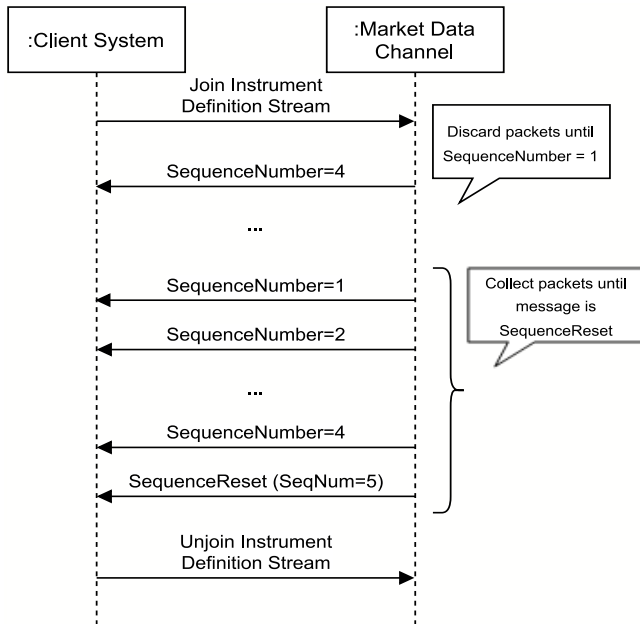 :Client System
:Market Data
Channel
Join Instrument
Definition Stream
Discard packets until
SequenceNumber = 1
SequenceNumber=4
...
SequenceNumber=1
Collect packets until
message is
SequenceReset
SequenceNumber=2
...
SequenceNumber=4
SequenceReset (SeqNum=5)
Unjoin Instrument
Definition Stream